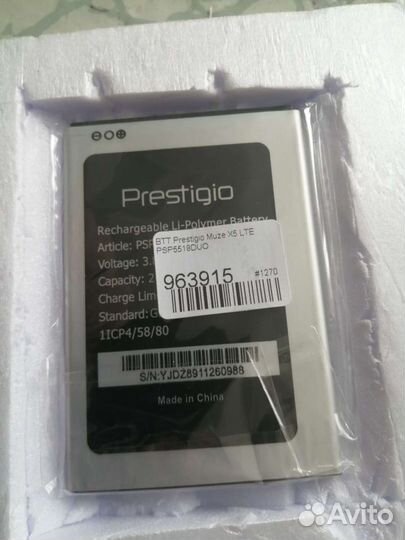 Prestigio
Rechargeable Li-Polymer Battery
Article: PSP
Voltage: 3.
Capacity: 2
Charge Lim
Standard: G
1ICP4/58/80
BTT Prestigio Muze X5 LTE
PSP5518DUO
963915
#1270
S/N:YJDZ8911260988
Made in China
Avito